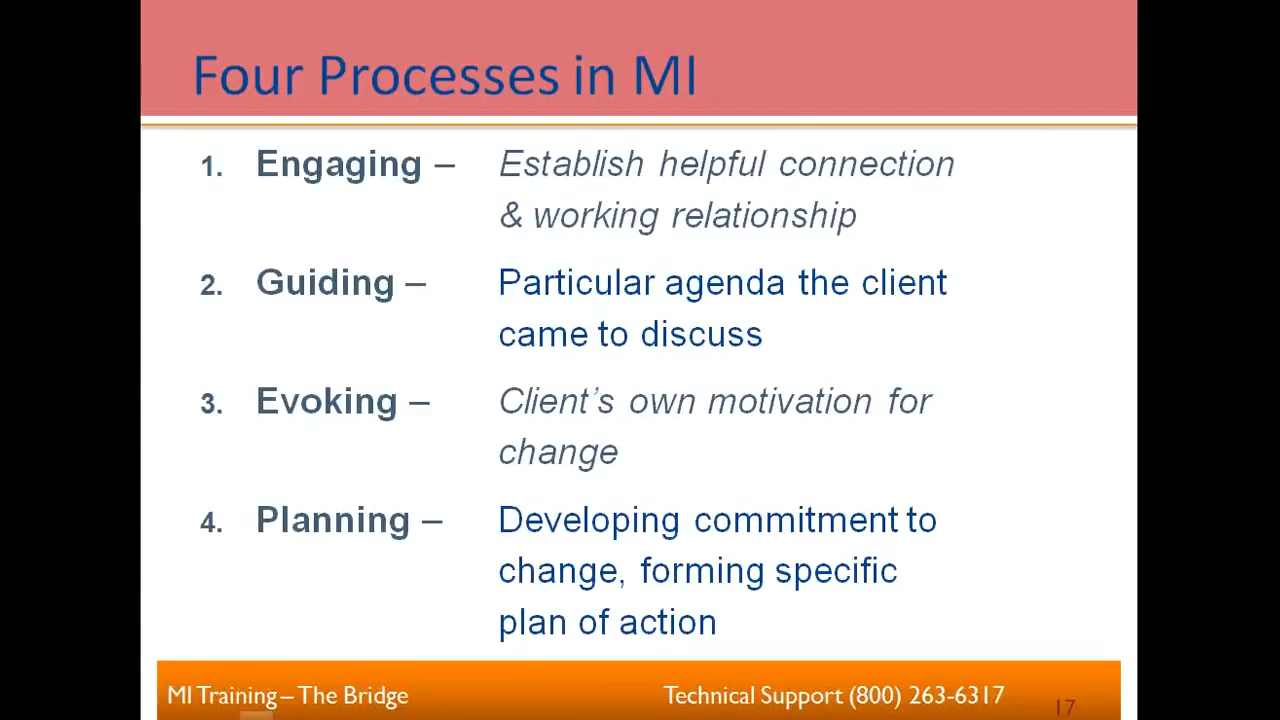 Four Processes in MI
1. Engaging – Establish helpful connection
& working relationship
2. Guiding – Particular agenda the client
came to discuss
3. Evoking – Client’s own motivation for
change
4. Planning – Developing commitment to
change, forming specific
plan of action
MI Training – The Bridge Technical Support (800) 263-6317
17